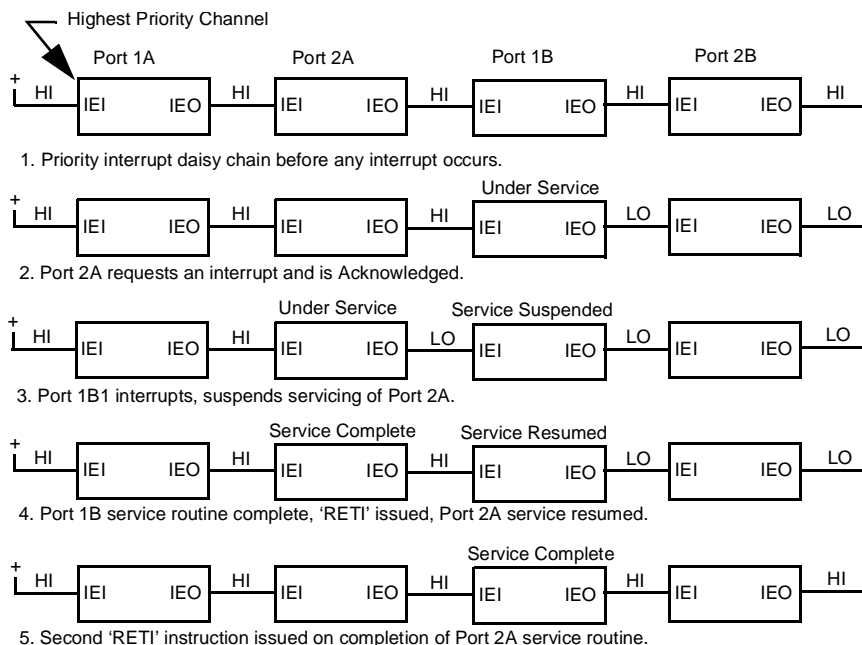 Highest Priority Channel
Port 1A Port 2A Port 1B Port 2B
+ HI IEI IEO HI IEI IEO HI IEI IEO HI IEI IEO HI
1. Priority interrupt daisy chain before any interrupt occurs.
Under Service
+ HI IEI IEO HI IEI IEO HI IEI IEO LO IEI IEO LO
2. Port 2A requests an interrupt and is Acknowledged.
Under Service Service Suspended
+ HI IEI IEO HI IEI IEO LO IEI IEO LO IEI IEO LO
3. Port 1B1 interrupts, suspends servicing of Port 2A.
Service Complete Service Resumed
+ HI IEI IEO HI IEI IEO HI IEI IEO LO IEI IEO LO
4. Port 1B service routine complete, ‘RETI’ issued, Port 2A service resumed.
Service Complete
+ HI IEI IEO HI IEI IEO HI IEI IEO HI IEI IEO HI
5. Second ‘RETI’ instruction issued on completion of Port 2A service routine.